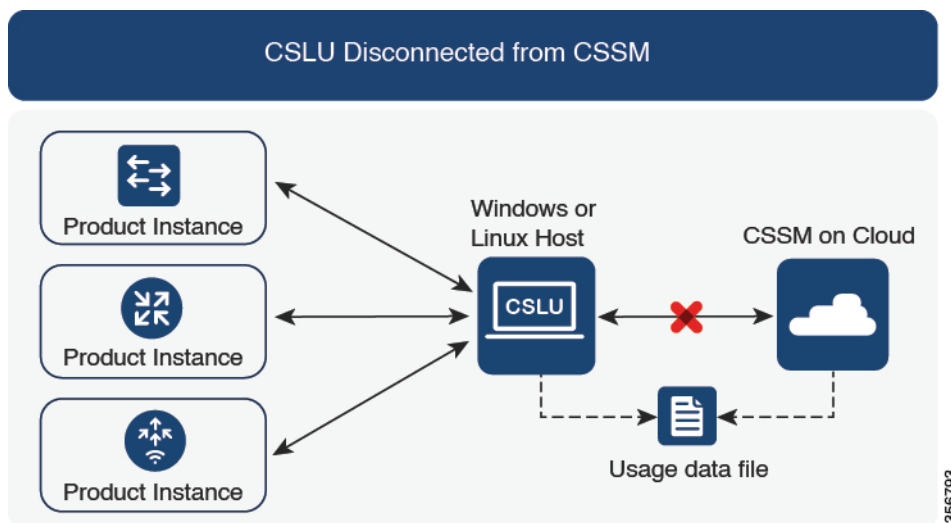 CSLU Disconnected from CSSM
Product Instance
Product Instance
Product Instance
Windows or
Linux Host
CSLU
CSSM on Cloud
Usage data file
356793